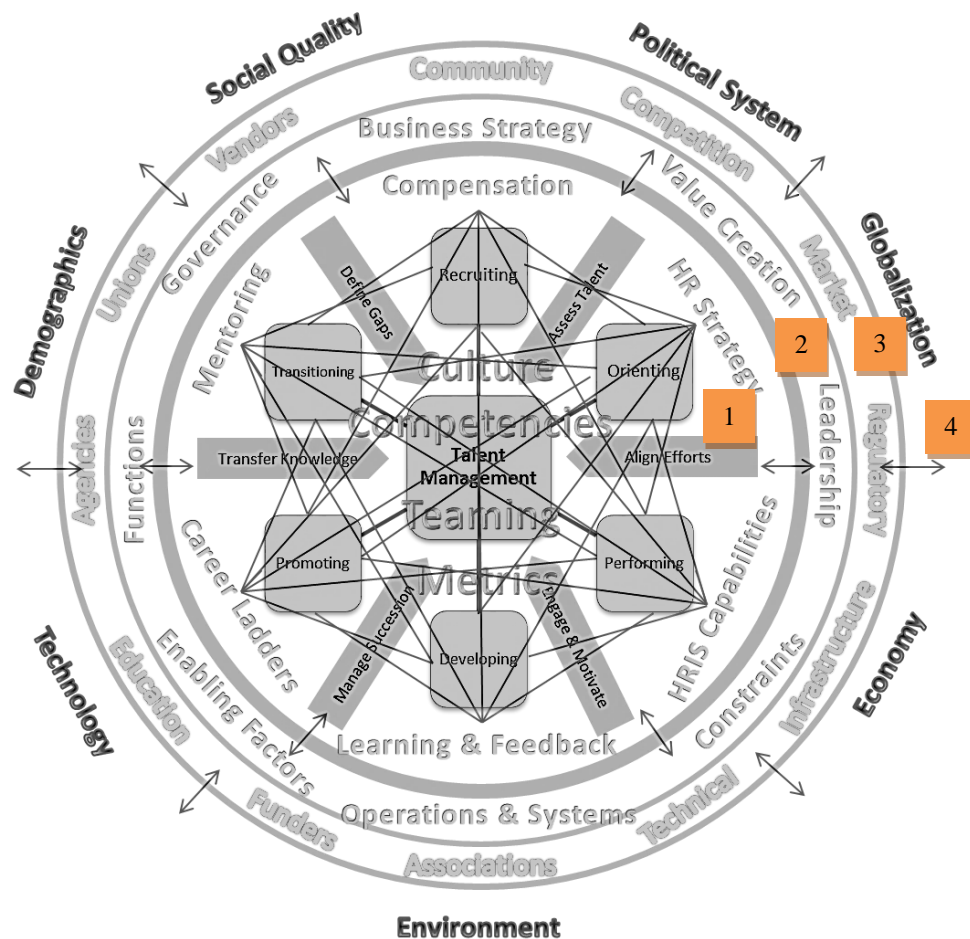 Social Quality
Political System
Community
Vendors
Competition
Business Strategy
Governance
Value Creation
Compensation
Demographics
Unions
Market
Globalization
Mentoring
HR Strategy
Define Gaps
Recruiting
Assess Talent
Transitioning
Culture
Orienting
2
3
1
4
Competencies
Agencies
Functions
Transfer Knowledge
Talent
Management
Align Efforts
Leadership
Regulatory
Tearning
Promoting
Metrics
Performing
Career Ladders
Manage Succession
Developing
Engage & Motivate
HRIS Capabilities
Technology
Education
Enabling Factors
Learning & Feedback
Constraints
Infrastructure
Economy
Funders
Operations & Systems
Technical
Associations
Environment